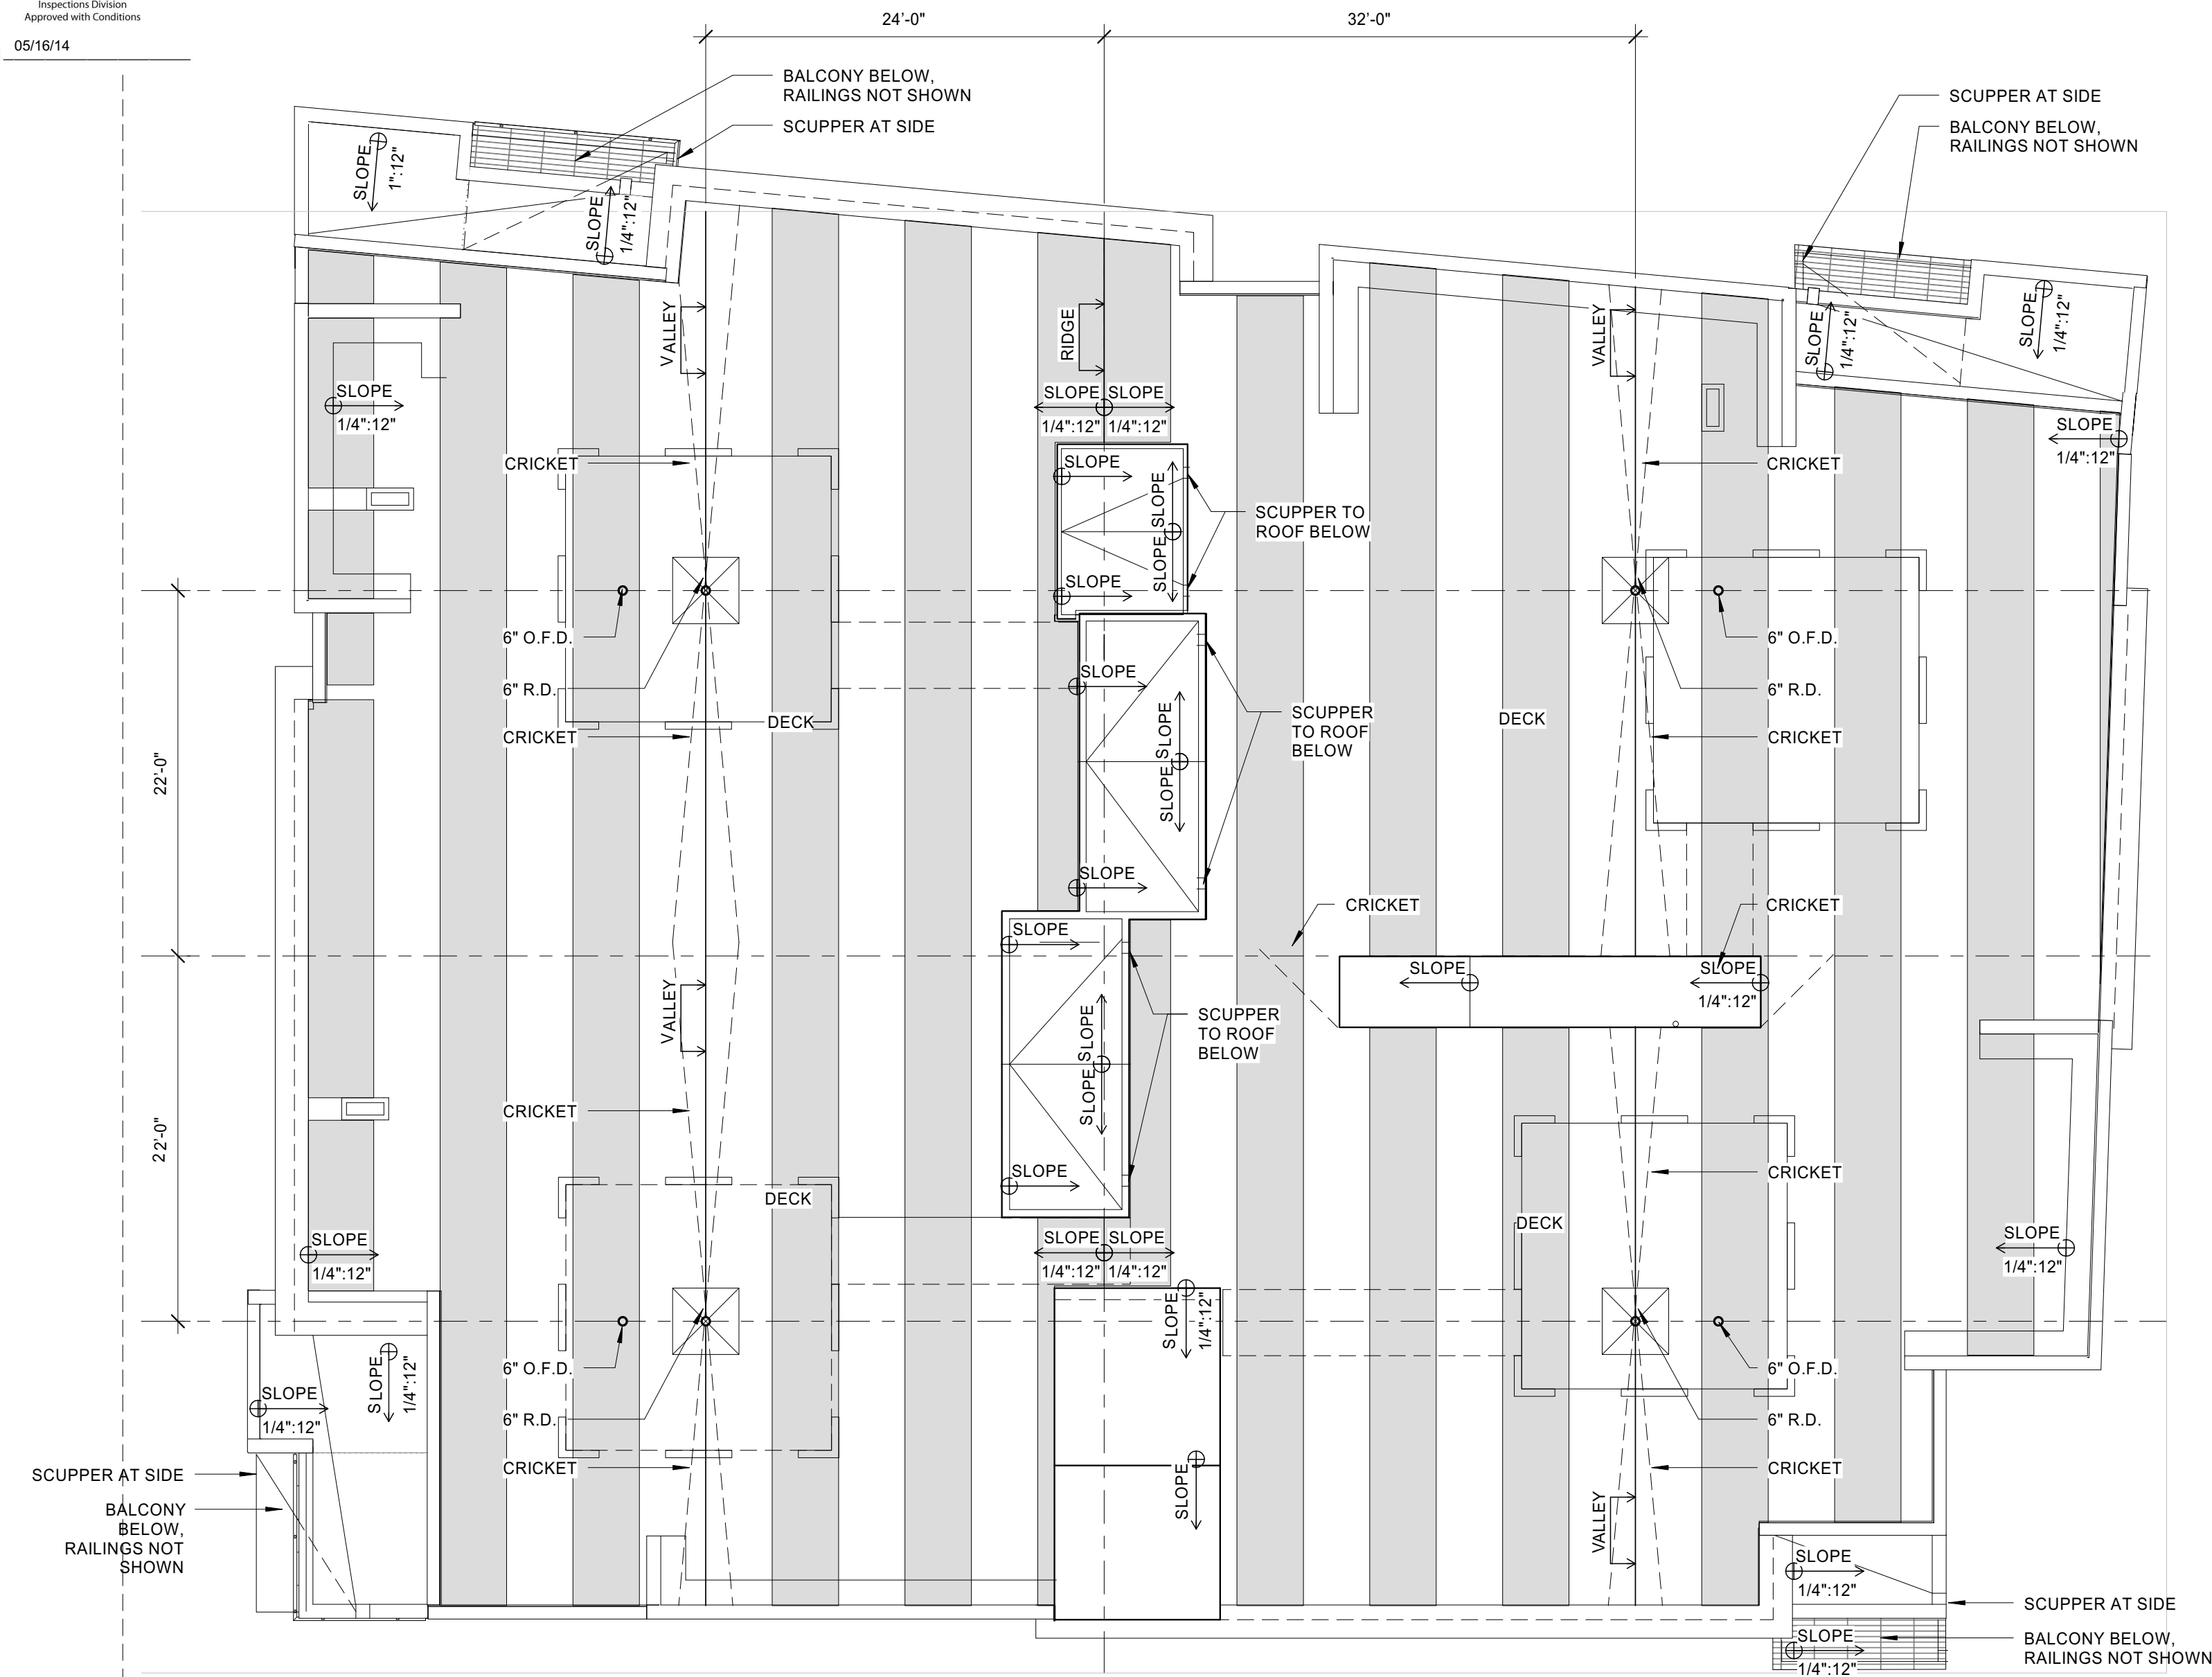 Inspections Division
Approved with Conditions
05/16/14
24'-0"
32'-0"
BALCONY BELOW,
RAILINGS NOT SHOWN
SCUPPER AT SIDE
SCUPPER AT SIDE
BALCONY BELOW,
RAILINGS NOT SHOWN
SLOPE
1":12"
SLOPE
1/4":12"
SLOPE
1/4":12"
SLOPE
1/4":12"
VALLEY
RIDGE
VALLEY
SLOPE
1/4":12"
SLOPE
SLOPE
1/4":12"
1/4":12"
SLOPE
1/4":12"
CRICKET
SLOPE
SLOPE
SLOPE
SLOPE
CRICKET
SCUPPER TO
ROOF BELOW
6" O.F.D.
6" R.D.
CRICKET
DECK
6" O.F.D.
6" R.D.
CRICKET
DECK
SLOPE
SLOPE
SLOPE
SLOPE
SCUPPER
TO ROOF
BELOW
22'-0"
22'-0"
CRICKET
CRICKET
SLOPE
SLOPE
SLOPE
1/4":12"
VALLEY
SLOPE
SLOPE
SLOPE
SLOPE
SCUPPER
TO ROOF
BELOW
CRICKET
CRICKET
DECK
DECK
SLOPE
1/4":12"
SLOPE
SLOPE
1/4":12"
1/4":12"
SLOPE
1/4":12"
SLOPE
1/4":12"
6" O.F.D.
6" R.D.
CRICKET
6" O.F.D.
6" R.D.
CRICKET
SLOPE
1/4":12"
SLOPE
1/4":12"
SLOPE
VALLEY
SCUPPER AT SIDE
BALCONY
BELOW,
RAILINGS NOT
SHOWN
SLOPE
1/4":12"
SLOPE
1/4":12"
SCUPPER AT SIDE
BALCONY BELOW,
RAILINGS NOT SHOWN